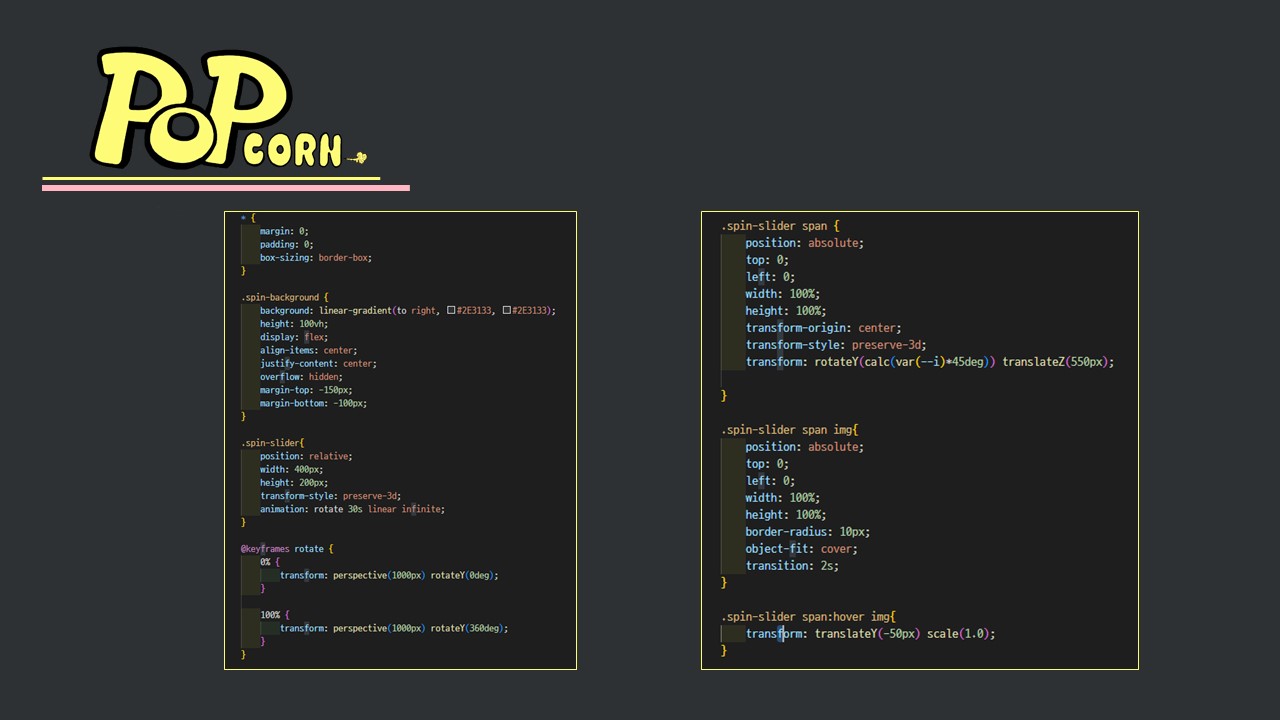 PoP CORN
* {
margin: 0;
padding: 0;
box-sizing: border-box;
}
.spin-background {
background: linear-gradient(to right, #2E3133, #2E3133);
height: 100vh;
display: flex;
align-items: center;
justify-content: center;
overflow: hidden;
margin-top: -150px;
margin-bottom: -100px;
}
.spin-slider{
position: relative;
width: 400px;
height: 200px;
transform-style: preserve-3d;
animation: rotate 30s linear infinite;
}
@keyframes rotate {
0% {
transform: perspective(1000px) rotateY(0deg);
}
100% {
transform: perspective(1000px) rotateY(360deg);
}
}
.spin-slider span {
position: absolute;
top: 0;
left: 0;
width: 100%;
height: 100%;
transform-origin: center;
transform-style: preserve-3d;
transform: rotateY(calc(var(--i)*45deg)) translateZ(550px);
}
.spin-slider span img{
position: absolute;
top: 0;
left: 0;
width: 100%;
height: 100%;
border-radius: 10px;
object-fit: cover;
transition: 2s;
}
.spin-slider span:hover img{
transform: translateY(-50px) scale(1.0);
}